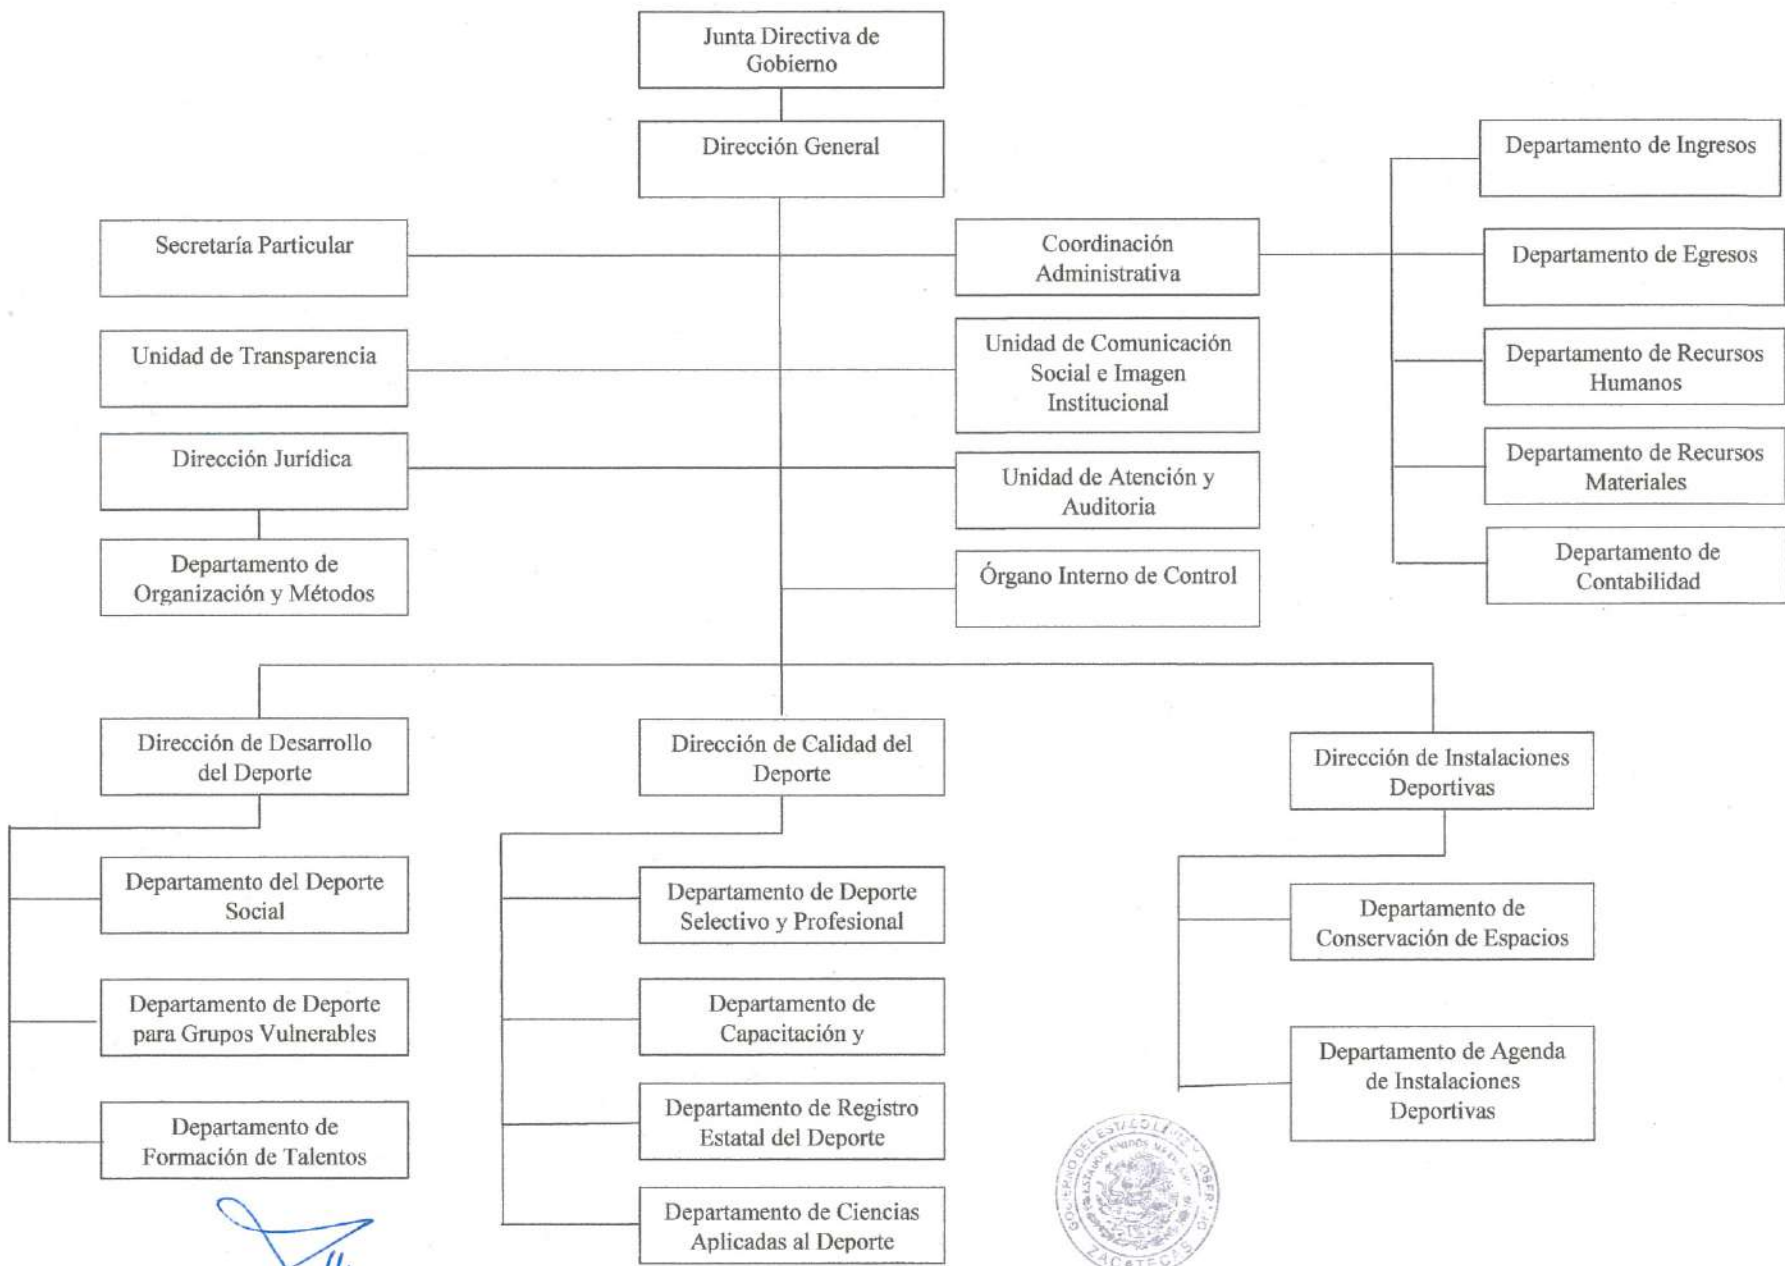 Junta Directiva de
Gobierno
Dirección General
Departamento de Ingresos
Secretaría Particular
Coordinación
Administrativa
Departamento de Egresos
Unidad de Transparencia
Unidad de Comunicación
Social e Imagen
Institucional
Departamento de Recursos
Humanos
Dirección Jurídica
Unidad de Atención y
Auditoria
Departamento de Recursos
Materiales
Departamento de
Organización y Métodos
Órgano Interno de Control
Departamento de
Contabilidad
Dirección de Desarrollo
del Deporte
Dirección de Calidad del
Deporte
Dirección de Instalaciones
Deportivas
Departamento del Deporte
Social
Departamento de Deporte
para Grupos Vulnerables
Departamento de
Formación de Talentos
Departamento de Deporte
Selectivo y Profesional
Departamento de
Capacitación y
Departamento de Registro
Estatal del Deporte
Departamento de Ciencias
Aplicadas al Deporte
Departamento de
Conservación de Espacios
Departamento de Agenda
de Instalaciones
Deportivas
GOBIERNO DEL ESTADO
ESTADOS UNIDOS
ZACATECAS